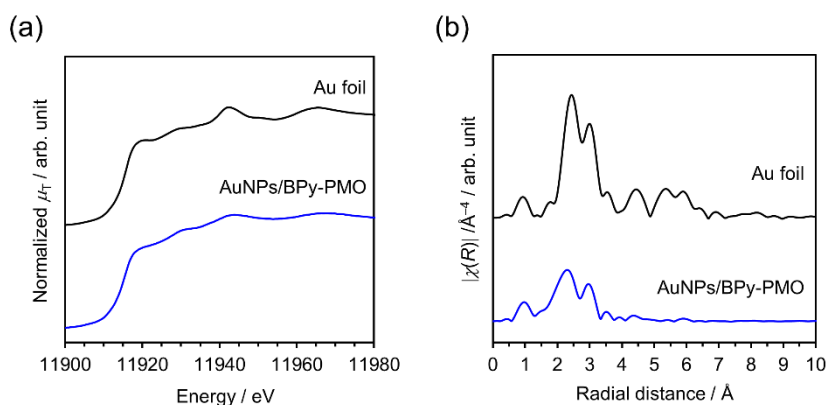 (a)
Normalized μT / arb. unit
Au foil
AuNPs/BPy-PMO
11900 11920 11940 11960 11980
Energy / eV
(b)
|χ(R)| /Å−4 / arb. unit
Au foil
AuNPs/BPy-PMO
0 1 2 3 4 5 6 7 8 9 10
Radial distance / Å